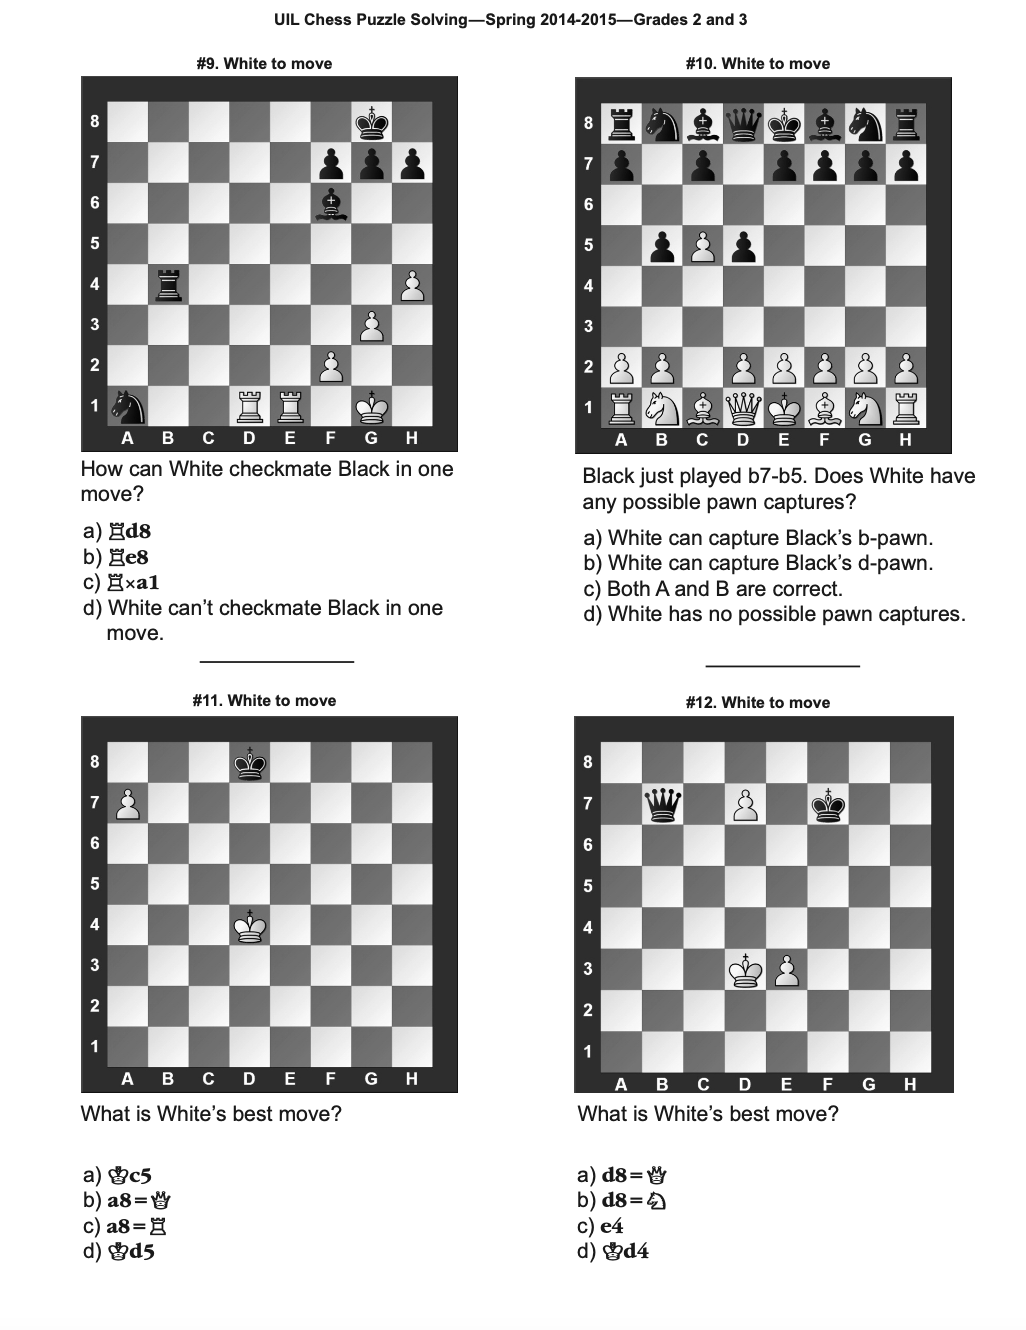 UIL Chess Puzzle Solving—Spring 2014-2015—Grades 2 and 3
#9. White to move
8
7
6
5
4
3
2
1
A B C D E F G H
How can White checkmate Black in one
move?
a) ♖d8
b) ♖e8
c) ♖×a1
d) White can’t checkmate Black in one
move.
#10. White to move
8
7
6
5
4
3
2
1
A B C D E F G H
Black just played b7-b5. Does White have
any possible pawn captures?
a) White can capture Black’s b-pawn.
b) White can capture Black’s d-pawn.
c) Both A and B are correct.
d) White has no possible pawn captures.
#11. White to move
8
7
6
5
4
3
2
1
A B C D E F G H
What is White’s best move?
a) ♔c5
b) a8=♕
c) a8=♖
d) ♔d5
#12. White to move
8
7
6
5
4
3
2
1
A B C D E F G H
What is White’s best move?
a) d8=♕
b) d8=♘
c) e4
d) ♔d4